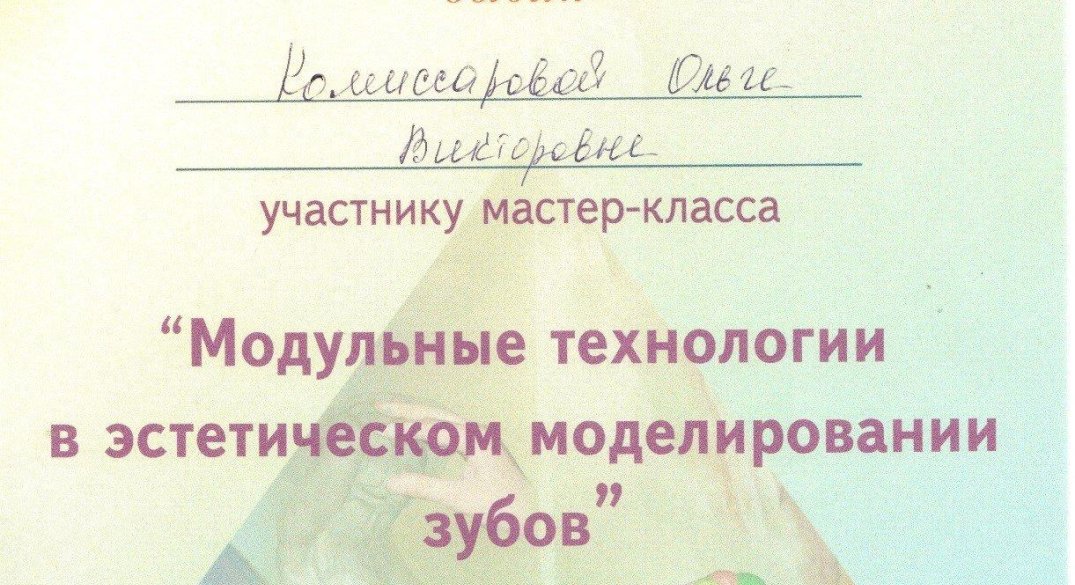 Комиссаровой Ольге
Викторовне
участнику мастер-класса
“Модульные технологии
в эстетическом моделировании
зубов”